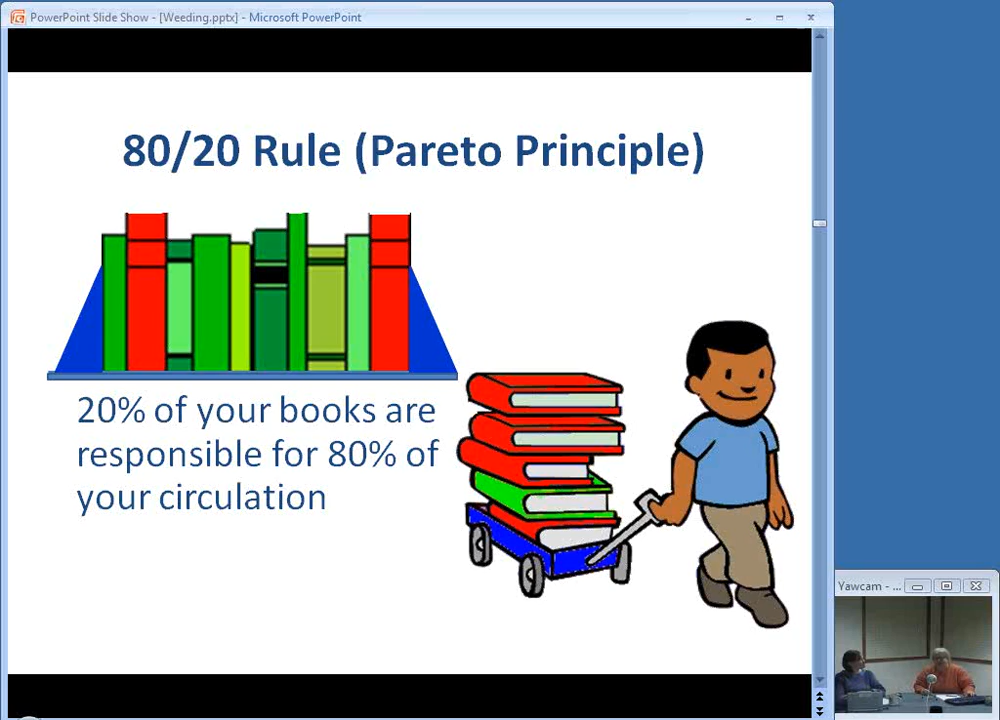 PowerPoint Slide Show - [Weeding.pptx] - Microsoft PowerPoint
80/20 Rule (Pareto Principle)
20% of your books are
responsible for 80% of
your circulation
Yawcam - ...